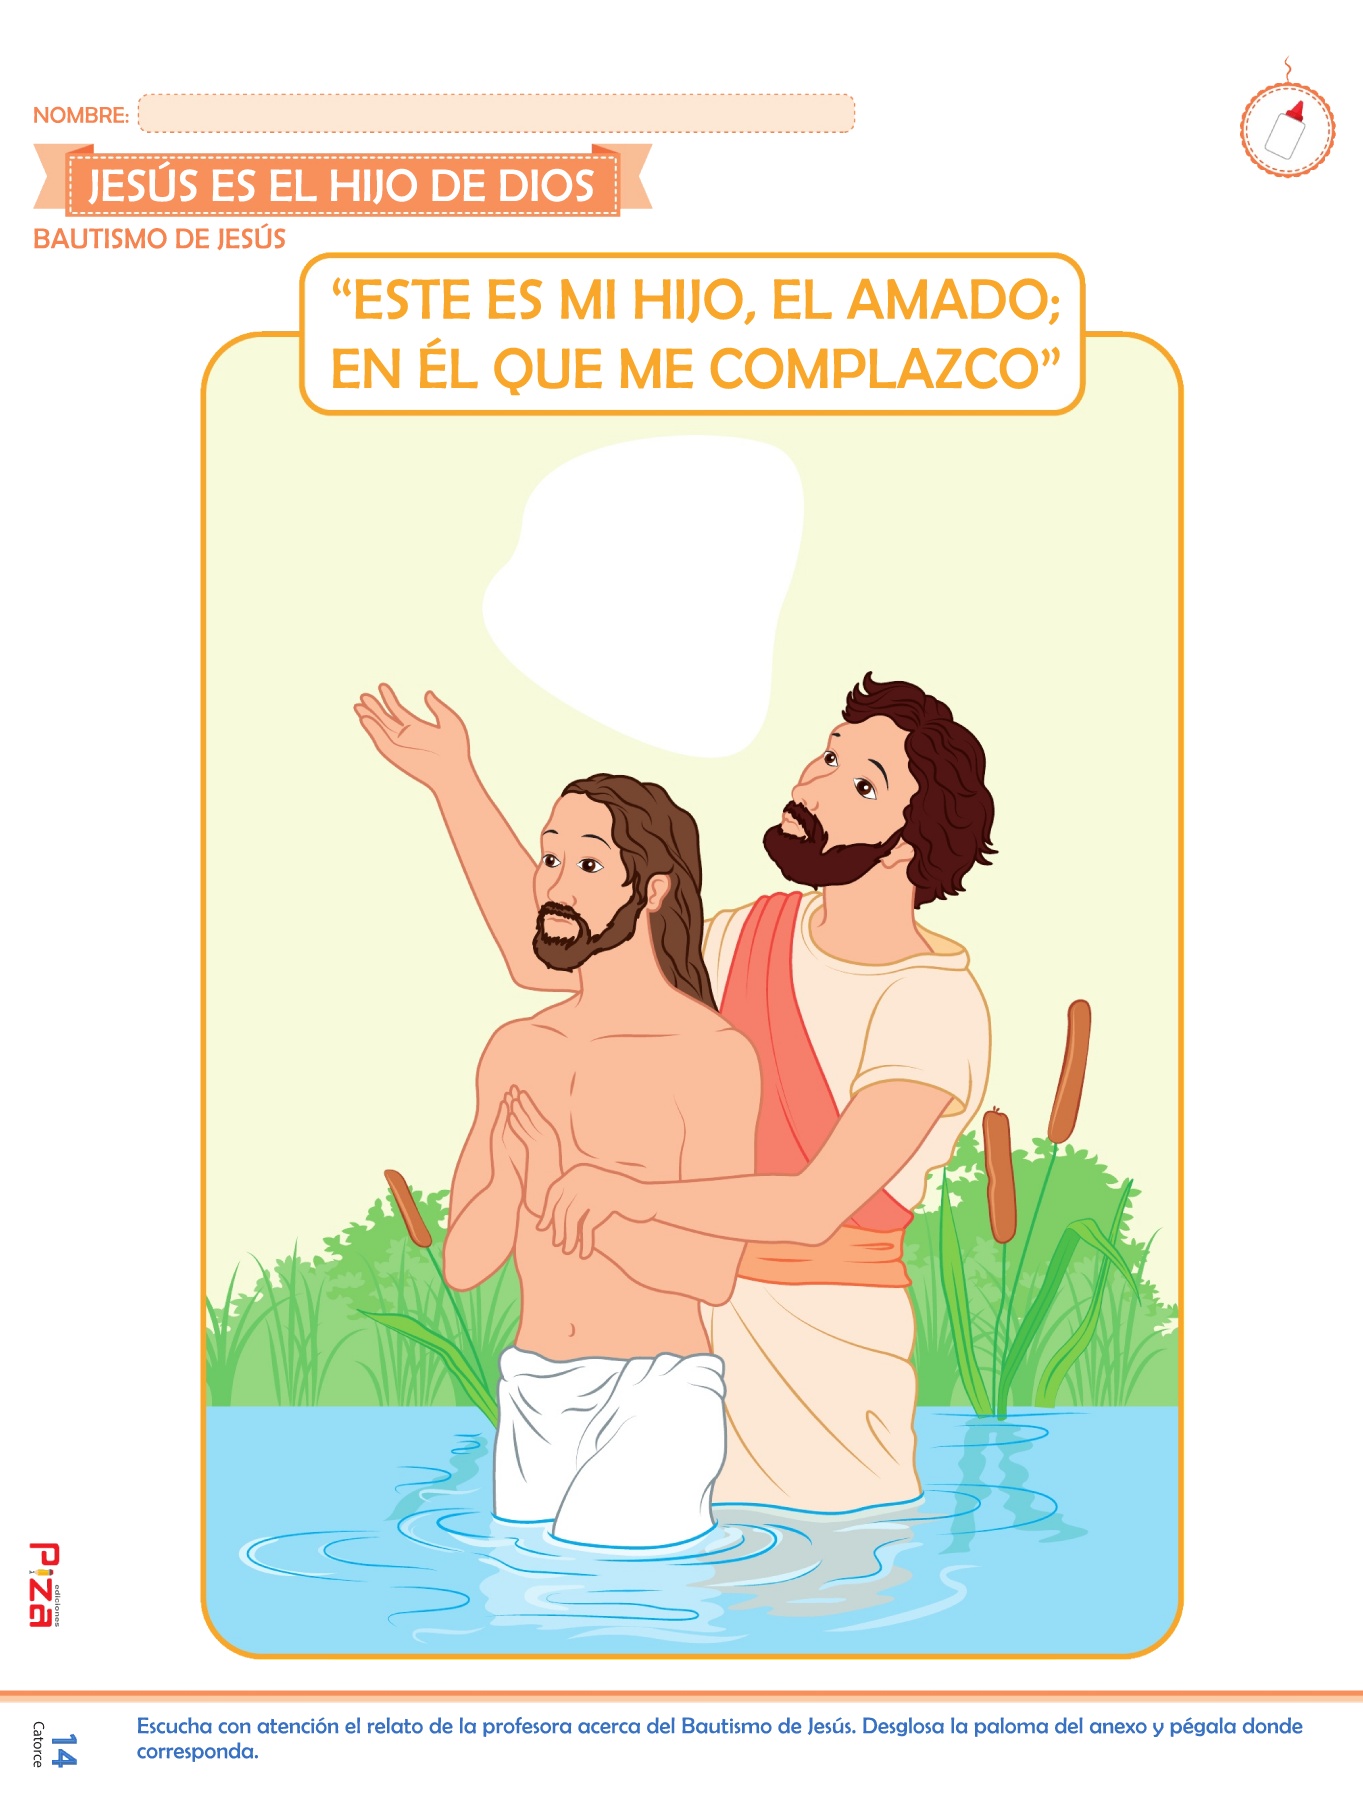 NOMBRE:
JESÚS ES EL HIJO DE DIOS
BAUTISMO DE JESÚS
“ESTE ES MI HIJO, EL AMADO;
EN ÉL QUE ME COMPLAZCO”
Piza
ediciones
14
Catorce
Escucha con atención el relato de la profesora acerca del Bautismo de Jesús. Desglosa la paloma del anexo y pégala donde
corresponda.